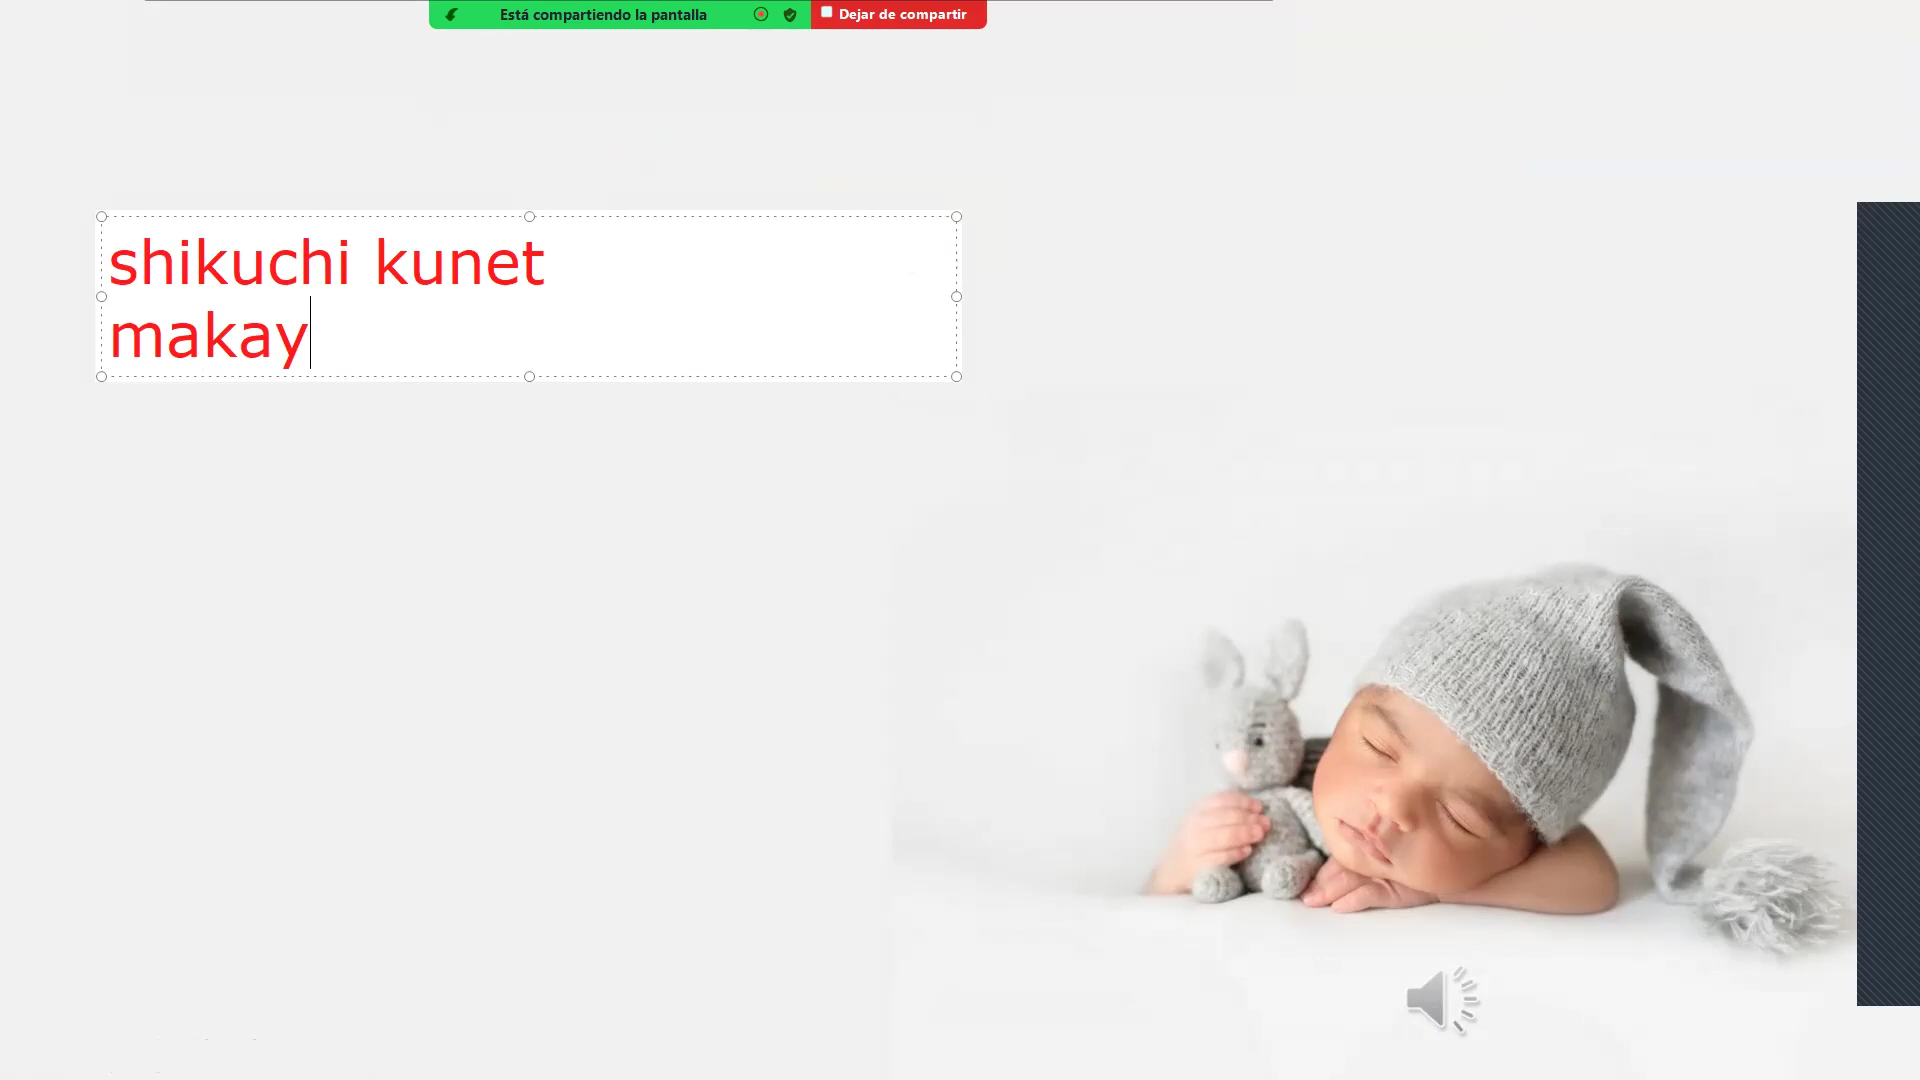 Está compartiendo la pantalla
Dejar de compartir
shikuchi kunet
makay